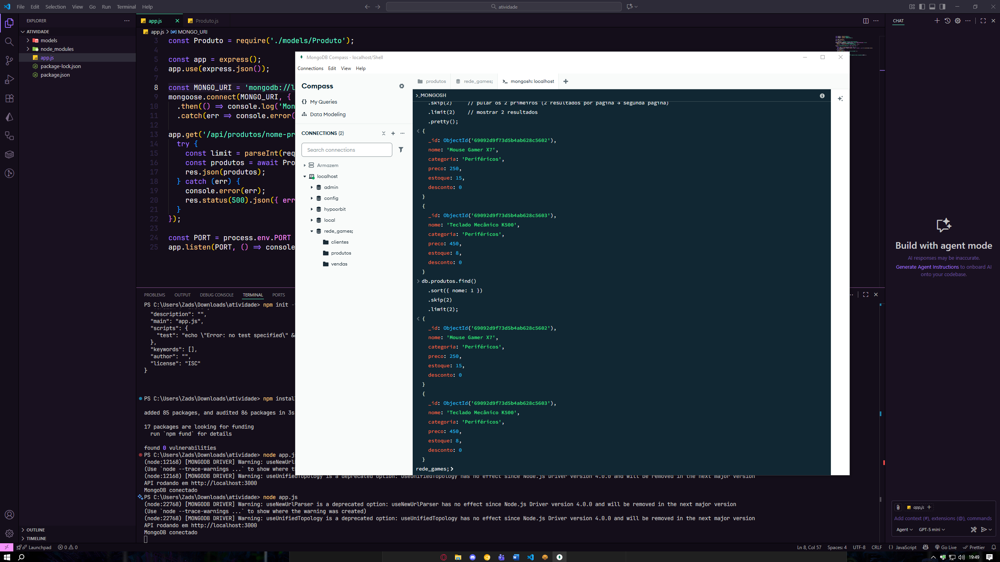 File Edit Selection View Go Run Terminal Help
atividade
EXPLORER
ATIVIDADE
models
node_modules
app.js
package-lock.json
package.json
OUTLINE
TIMELINE
app.js
Produto.js
app.js > MONGO_URI
3 const Produto = require('./models/Produto');
4
5 const app = express();
6 app.use(express.json());
7
8 const MONGO_URI = 'mongodb://l
9 mongoose.connect(MONGO_URI, {
10 .then(() => console.log('Mon
11 .catch(err => console.error(
12
13 app.get('/api/produtos/nome-pr
14 try {
15 const limit = parseInt(req
16 const produtos = await Pro
17 res.json(produtos);
18 } catch (err) {
19 console.error(err);
20 res.status(500).json({ err
21 }
22 });
23
24 const PORT = process.env.PORT
25 app.listen(PORT, () => console
MongoDB Compass - localhost/Shell
Connections Edit View Help
Compass
My Queries
Data Modeling
CONNECTIONS (2)
Search connections
Armazem
localhost
admin
config
hypoorbit
local
rede_games;
clientes
produtos
vendas
produtos
rede_games;
mongosh: localhost
>_MONGOSH
.skip(2) // pular os 2 primeiros (2 resultados por pagina → segunda pagina)
.limit(2) // mostrar 2 resultados
.pretty();
{
_id: ObjectId('69092d9f73d5b4ab628c5602'),
nome: 'Mouse Gamer X7',
categoria: 'Periféricos',
preco: 250,
estoque: 15,
desconto: 0
}
{
_id: ObjectId('69092d9f73d5b4ab628c5603'),
nome: 'Teclado Mecânico K500',
categoria: 'Periféricos',
preco: 450,
estoque: 8,
desconto: 0
}
db.produtos.find()
.sort({ nome: 1 })
.skip(2)
.limit(2);
{
_id: ObjectId('69092d9f73d5b4ab628c5602'),
nome: 'Mouse Gamer X7',
categoria: 'Periféricos',
preco: 250,
estoque: 15,
desconto: 0
}
{
_id: ObjectId('69092d9f73d5b4ab628c5603'),
nome: 'Teclado Mecânico K500',
categoria: 'Periféricos',
preco: 450,
estoque: 8,
desconto: 0
}
rede_games;>
PROBLEMS OUTPUT DEBUG CONSOLE TERMINAL PORTS
PS C:\Users\Zads\Downloads\atividade> npm init -
"description": "",
"main": "app.js",
"scripts": {
"test": "echo \"Error: no test specified\" &
},
"keywords": [],
"author": "",
"license": "ISC"
}
PS C:\Users\Zads\Downloads\atividade> npm instal
added 85 packages, and audited 86 packages in 3s
17 packages are looking for funding
run `npm fund` for details
found 0 vulnerabilities
PS C:\Users\Zads\Downloads\atividade> node app.j
(node:12168) [MONGODB DRIVER] Warning: useNewUrl
(Use `node --trace-warnings ...` to show where t
(node:12168) [MONGODB DRIVER] Warning: useUnifiedTopology is a deprecated option: useUnifiedTopology has no effect since Node.js Driver version 4.0.0 and will be removed in the next major version
API rodando em http://localhost:3000
MongoDB conectado
PS C:\Users\Zads\Downloads\atividade> node app.js
(node:22768) [MONGODB DRIVER] Warning: useNewUrlParser is a deprecated option: useNewUrlParser has no effect since Node.js Driver version 4.0.0 and will be removed in the next major version
(Use `node --trace-warnings ...` to show where the warning was created)
(node:22768) [MONGODB DRIVER] Warning: useUnifiedTopology is a deprecated option: useUnifiedTopology has no effect since Node.js Driver version 4.0.0 and will be removed in the next major version
API rodando em http://localhost:3000
MongoDB conectado
CHAT
Build with agent mode
AI responses may be inaccurate.
Generate Agent Instructions to onboard AI
onto your codebase.
app.js
Add context (#), extensions (@), commands
Agent GPT-5 mini
Launchpad 0 0
Ln 8, Col 57 Spaces: 4 UTF-8 CRLF {} JavaScript Go Live Prettier
19:49